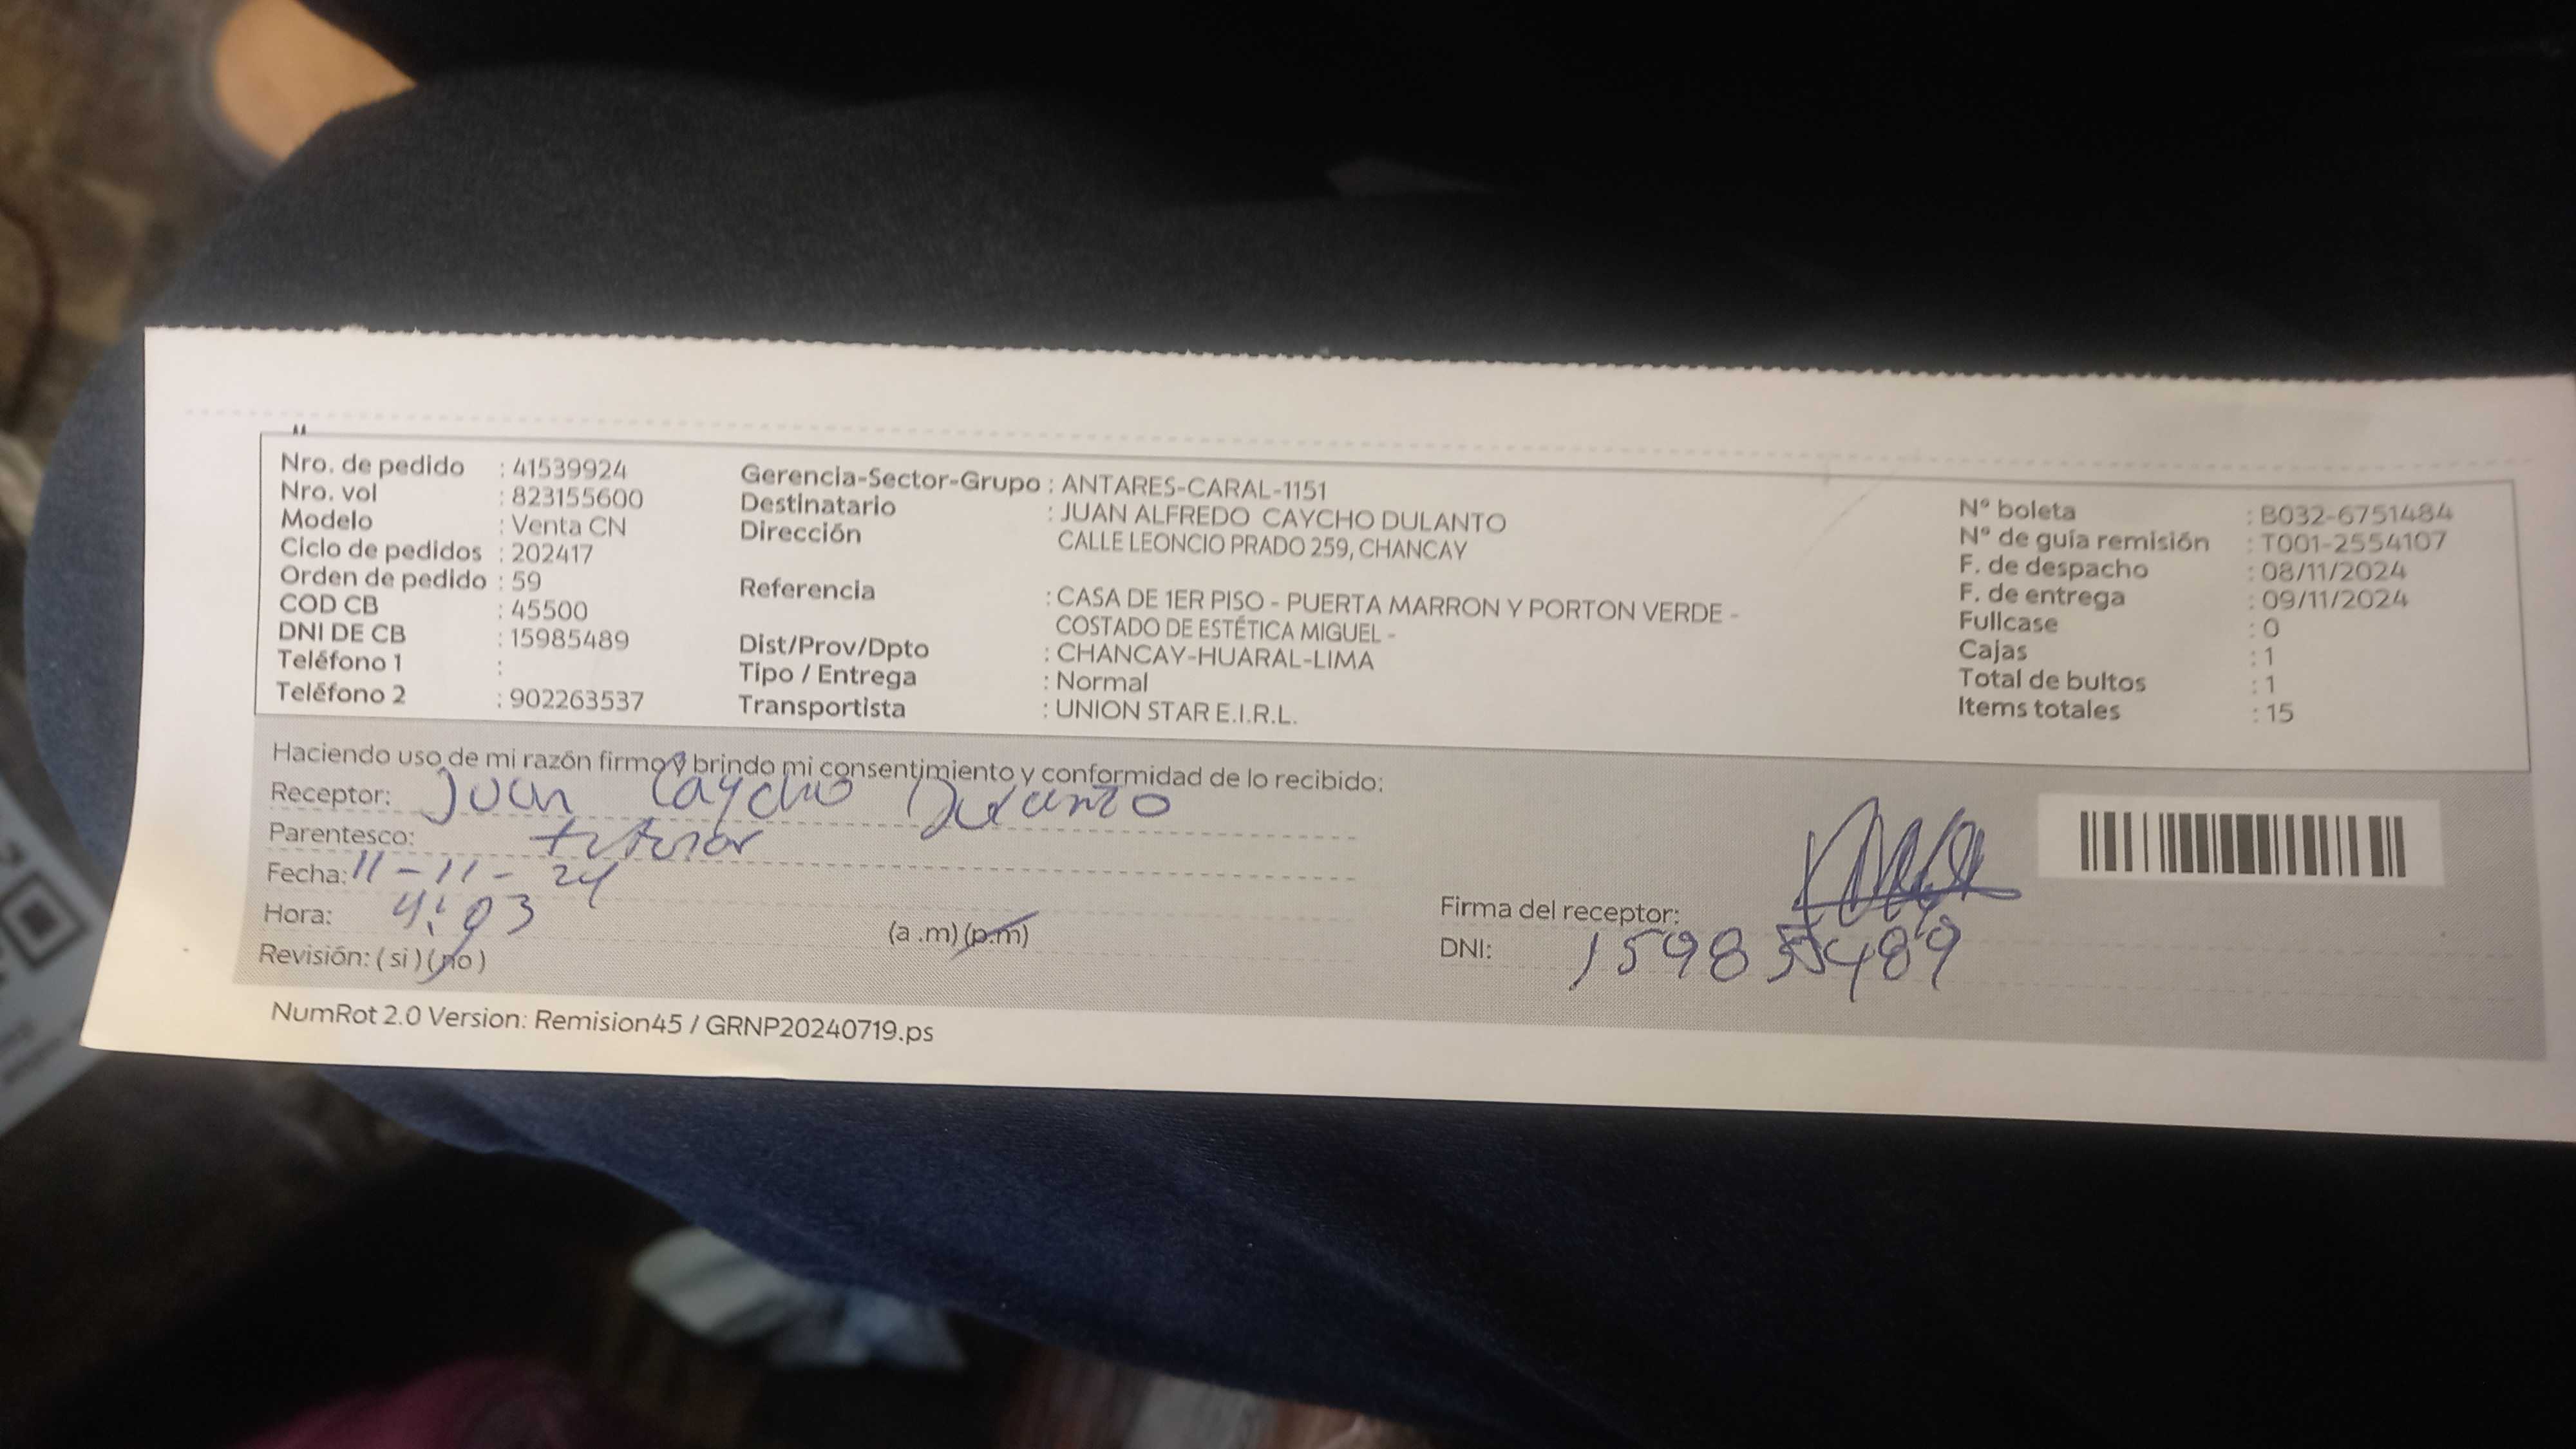 Nro. de pedido : 41539924
Nro. vol : 823155600
Modelo : Venta CN
Ciclo de pedidos : 202417
Orden de pedido : 59
COD CB : 45500
DNI DE CB : 15985489
Teléfono 1 :
Teléfono 2 : 902263537
Gerencia-Sector-Grupo : ANTARES-CARAL-1151
Destinatario : JUAN ALFREDO CAYCHO DULANTO
Dirección CALLE LEONCIO PRADO 259, CHANCAY
Referencia : CASA DE 1ER PISO - PUERTA MARRON Y PORTON VERDE -
COSTADO DE ESTÉTICA MIGUEL -
Dist/Prov/Dpto : CHANCAY-HUARAL-LIMA
Tipo / Entrega : Normal
Transportista : UNION STAR E.I.R.L.
N° boleta : B032-6751484
N° de guía remisión : T001-2554107
F. de despacho : 08/11/2024
F. de entrega : 09/11/2024
Fullcase : 0
Cajas : 1
Total de bultos : 1
Items totales : 15
Haciendo uso de mi razón firmo y brindo mi consentimiento y conformidad de lo recibido:
Receptor: Juan Caycho Dulanto
Parentesco:
Fecha: 11-11-24
Hora: 4:03 (a .m) (p.m)
Revisión: ( si ) ( no )
Firma del receptor:
DNI: 15985489
NumRot 2.0 Version: Remision45 / GRNP20240719.ps